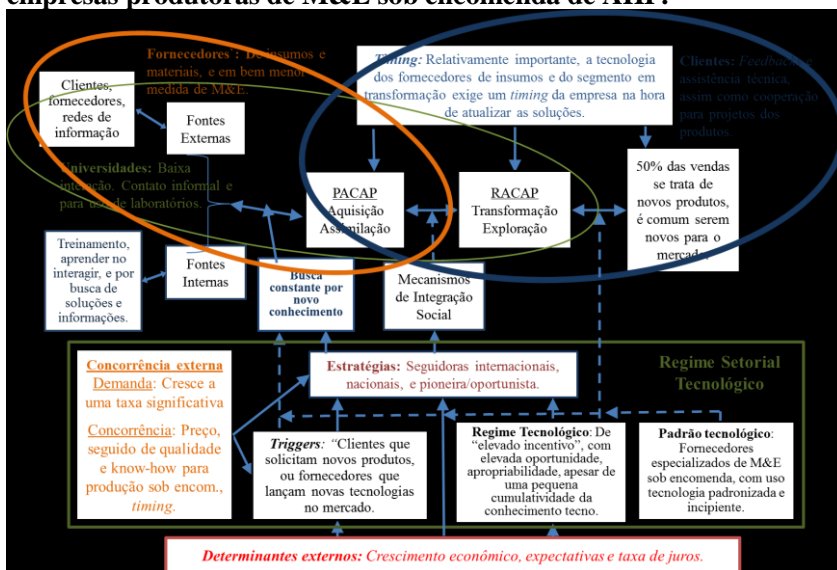 empresas produtoras de M&E sob encomenda de AHP?
Fornecedores : De insumos e
materiais, e em bem menor
medida de M&E.
Clientes,
fornecedores,
redes de
informação
Fontes
Externas
Timing: Relativamente importante, a tecnologia
dos fornecedores de insumos e do segmento em
transformação exige um timing da empresa na hora
de atualizar as soluções.
Clientes: Feedback e
assistência técnica,
assim como cooperação
para projetos dos
produtos.
Universidades: Baixa
interação. Contato informal e
para uso de laboratórios.
PACAP
Aquisição
Assimilação
RACAP
Transformação
Exploração
50% das vendas
se trata de
novos produtos,
é comum serem
novos para o
mercado.
Treinamento,
aprender no
interagir, e por
busca de
soluções e
informações.
Fontes
Internas
Busca
constante por
novo
conhecimento
Mecanismos
de Integração
Social
Regime Setorial
Tecnológico
Concorrência externa
Demanda: Cresce a
uma taxa significativa
Concorrência: Preço,
seguido de qualidade
e know-how para
produção sob encom.,
timing.
Estratégias: Seguidoras internacionais,
nacionais, e pioneira/oportunista.
Triggers: “Clientes que
solicitam novos produtos,
ou fornecedores que
lançam novas tecnologias
no mercado.
Regime Tecnológico: De
“elevado incentivo”, com
elevada oportunidade,
apropriabilidade, apesar de
uma pequena
cumulatividade da
conhecimento tecno.
Padrão tecnológico:
Fornecedores
especializados de M&E
sob encomenda, com uso
tecnologia padronizada e
incipiente.
Determinantes externos: Crescimento econômico, expectativas e taxa de juros.